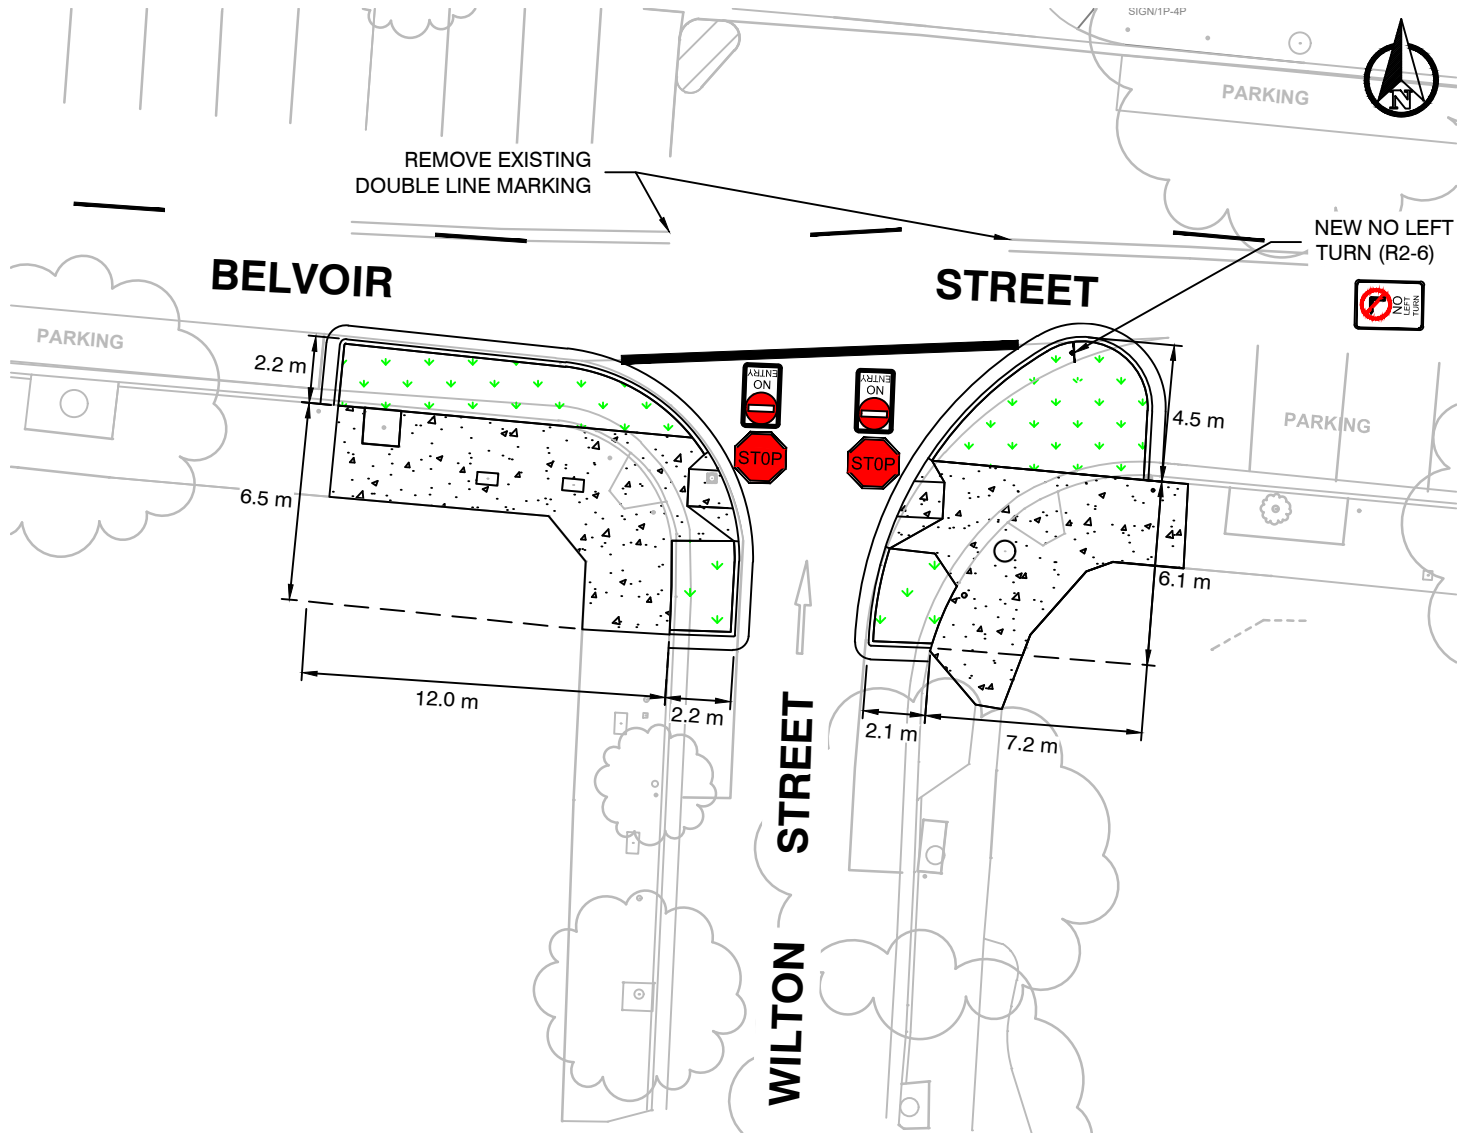 SIGN/1P-4P
PARKING
N
REMOVE EXISTING
DOUBLE LINE MARKING
NEW NO LEFT
TURN (R2-6)
NO
LEFT
TURN
BELVOIR
STREET
PARKING
2.2 m
NO
ENTRY
NO
ENTRY
STOP
STOP
4.5 m
PARKING
6.5 m
6.1 m
12.0 m
2.2 m
2.1 m
7.2 m
WILTON STREET